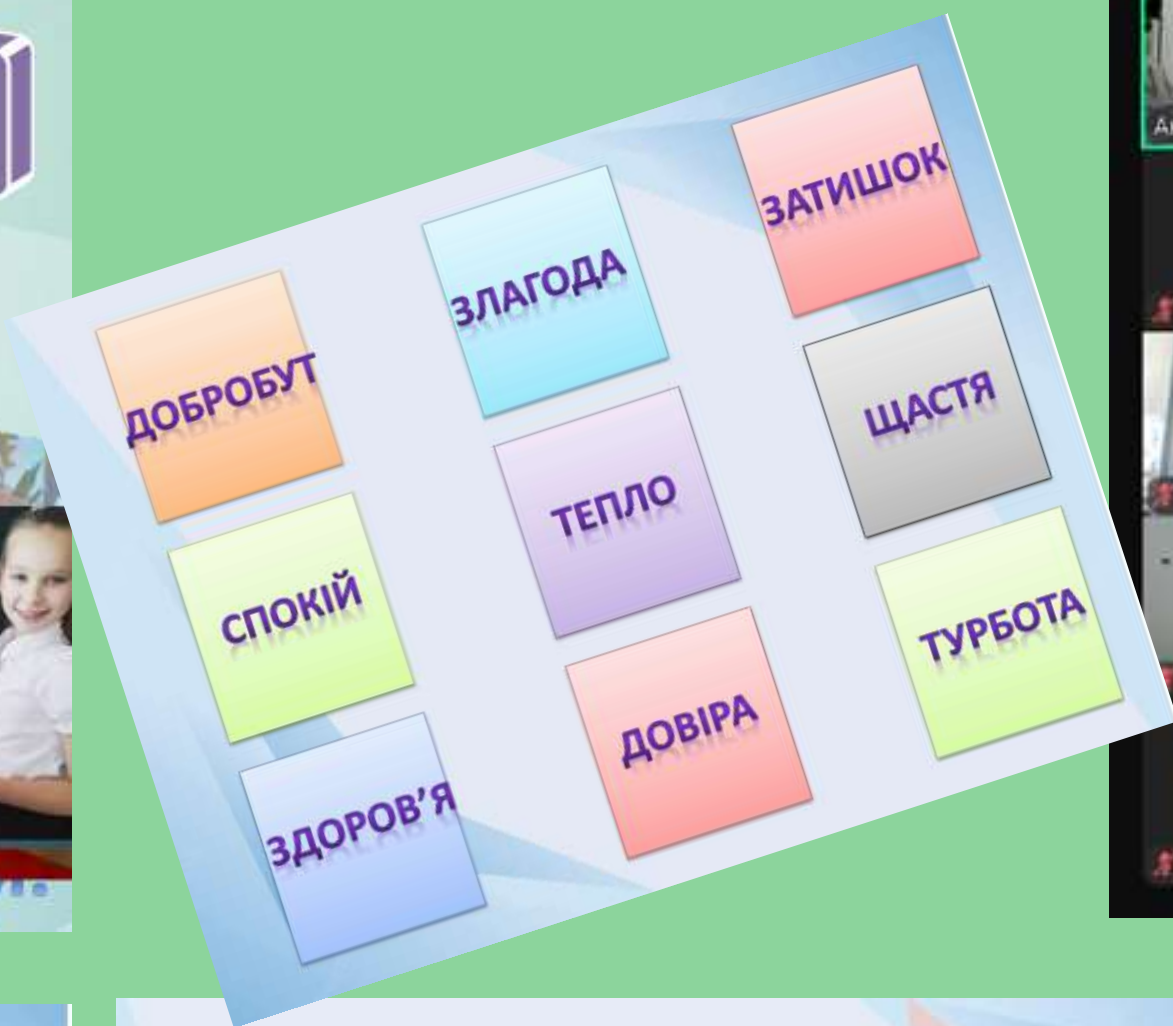 ДОБРОБУТ
ЗЛАГОДА
ЗАТИШОК
СПОКІЙ
ТЕПЛО
ЩАСТЯ
ЗДОРОВ’Я
ДОВІРА
ТУРБОТА